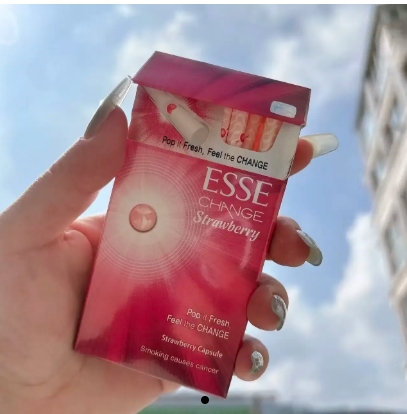 Pop it Fresh, Feel the CHANGE
ESSE
CHANGE
Strawberry
Pop it Fresh,
Feel the CHANGE
Strawberry Capsule
Smoking causes cancer